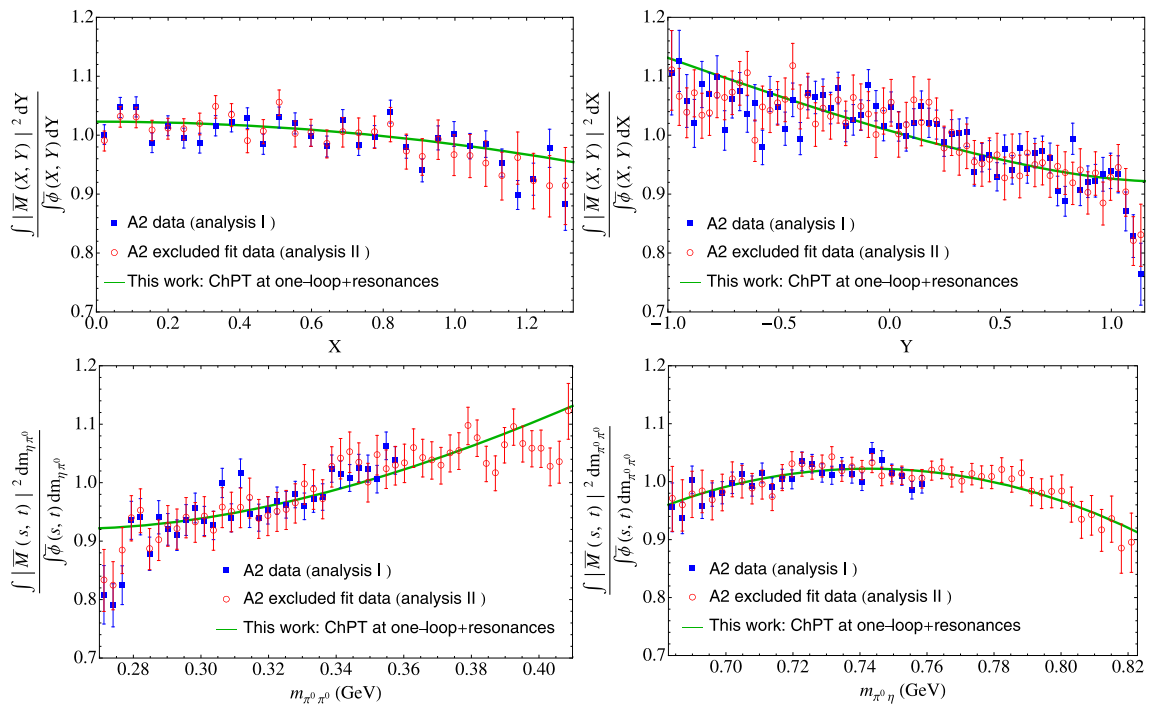 1.2
1.1
1.0
0.9
0.8
0.7
0.0 0.2 0.4 0.6 0.8 1.0 1.2
X
∫ | M̅ (X, Y) | ² dY
∫ ϕ̅ (X, Y) dY
A2 data (analysis I)
A2 excluded fit data (analysis II )
This work: ChPT at one-loop+resonances
1.2
1.1
1.0
0.9
0.8
0.7
−1.0 −0.5 0.0 0.5 1.0
Y
∫ | M̅ (X, Y) | ² dX
∫ ϕ̅ (X, Y) dX
A2 data (analysis I )
A2 excluded fit data (analysis II )
This work: ChPT at one-loop+resonances
1.2
1.1
1.0
0.9
0.8
0.7
0.28 0.30 0.32 0.34 0.36 0.38 0.40
m π⁰ π⁰ (GeV)
∫ | M̅ (s, t) | ² dm ηπ⁰
∫ ϕ̅ (s, t) dm ηπ⁰
A2 data (analysis I )
A2 excluded fit data (analysis II )
This work: ChPT at one-loop+resonances
1.2
1.1
1.0
0.9
0.8
0.7
0.70 0.72 0.74 0.76 0.78 0.80 0.82
m π⁰ η (GeV)
∫ | M̅ (s, t) | ² dm π⁰π⁰
∫ ϕ̅ (s, t) dm π⁰π⁰
A2 data (analysis I )
A2 excluded fit data (analysis II )
This work: ChPT at one-loop+resonances